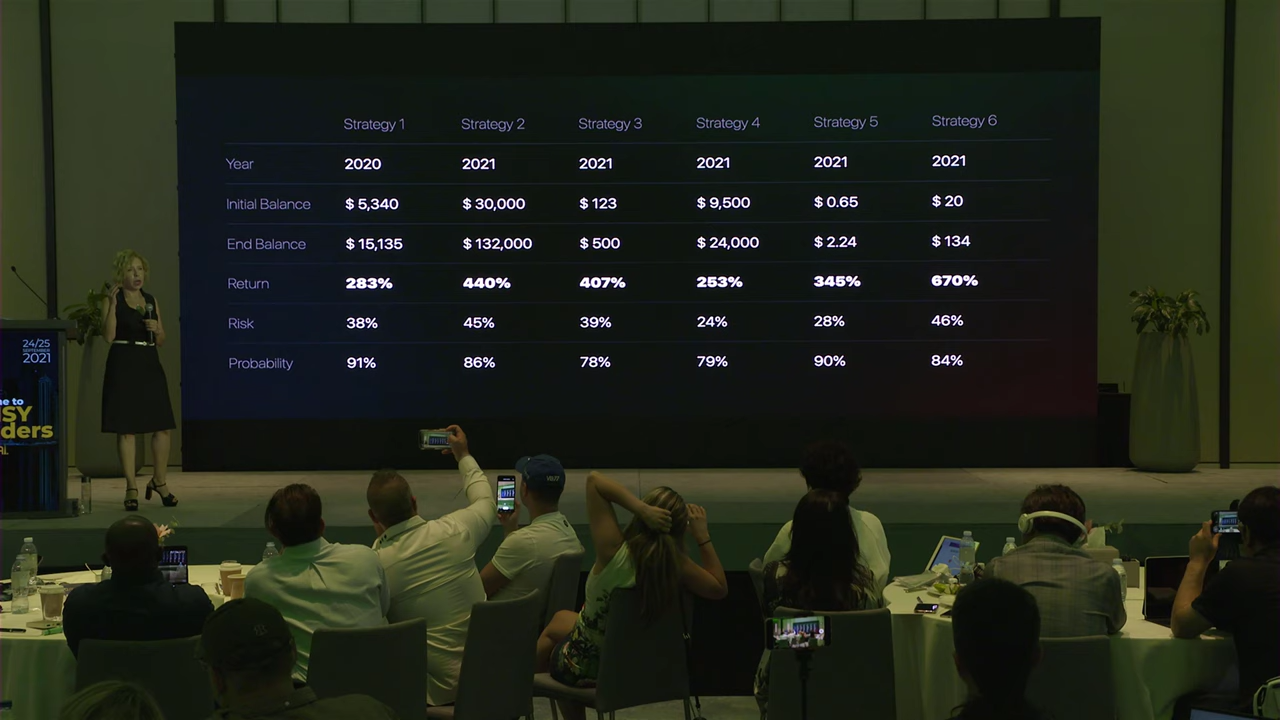 Strategy 1 Strategy 2 Strategy 3 Strategy 4 Strategy 5 Strategy 6
Year 2020 2021 2021 2021 2021 2021
Initial Balance $ 5,340 $ 30,000 $ 123 $ 9,500 $ 0.65 $ 20
End Balance $ 15,135 $ 132,000 $ 500 $ 24,000 $ 2.24 $ 134
Return 283% 440% 407% 253% 345% 670%
Risk 38% 45% 39% 24% 28% 46%
Probability 91% 86% 78% 79% 90% 84%
24/25
SEPTEMBER
2021
to